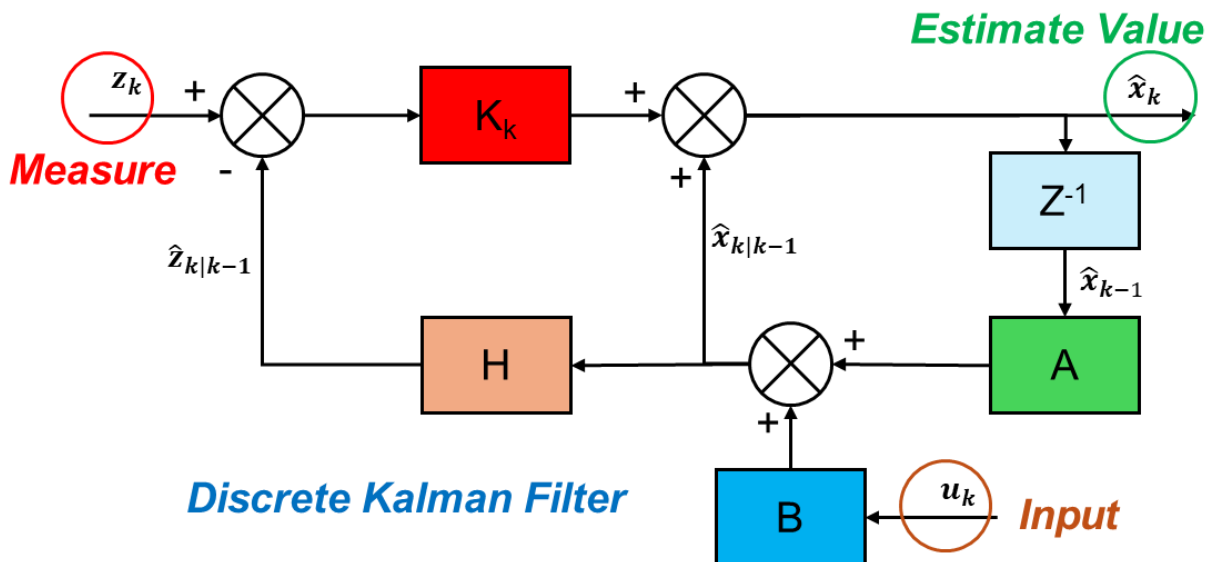 Estimate Value
z_k
+
K_k
+
x̂_k
Measure
-
+
Z⁻¹
ẑ_{k|k−1}
x̂_{k|k−1}
x̂_{k−1}
H
+
A
+
Discrete Kalman Filter
B
u_k
Input